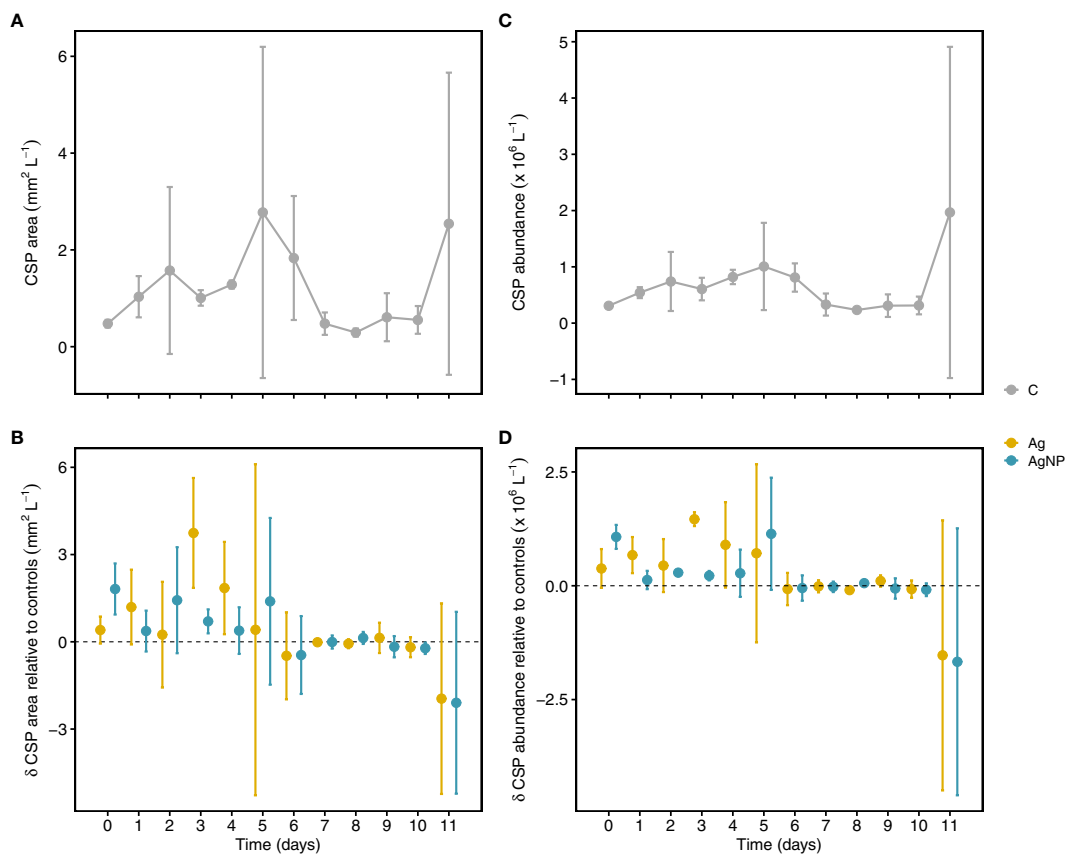 A
CSP area (mm² L⁻¹)
6
4
2
0
C
CSP abundance (x 10⁶ L⁻¹)
5
4
3
2
1
0
−1
C
B
δ CSP area relative to controls (mm² L⁻¹)
6
3
0
−3
0 1 2 3 4 5 6 7 8 9 10 11
Time (days)
D
δ CSP abundance relative to controls (x 10⁶ L⁻¹)
2.5
0.0
−2.5
0 1 2 3 4 5 6 7 8 9 10 11
Time (days)
Ag
AgNP